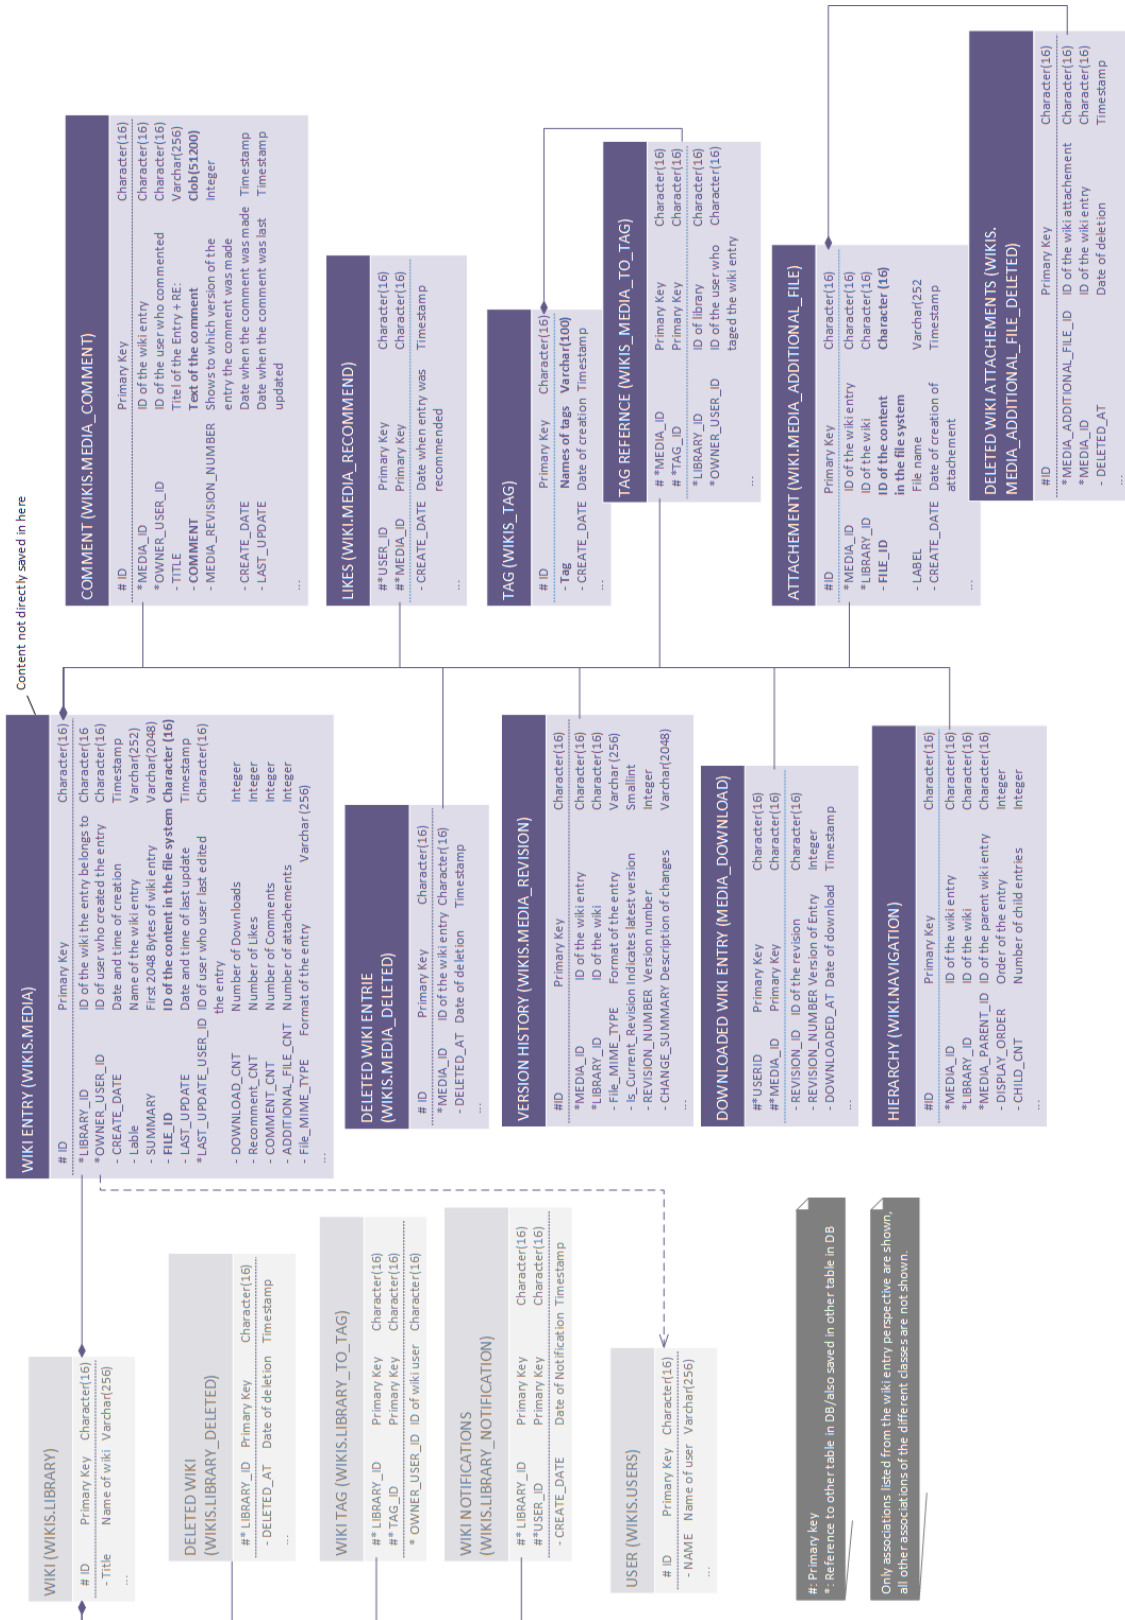 WIKI (WIKIS.LIBRARY)
# ID Primary Key Character(16)
- Title Name of wiki Varchar(256)
...
DELETED WIKI
(WIKIS.LIBRARY_DELETED)
#* LIBRARY_ID Primary Key Character(16)
- DELETED_AT Date of deletion Timestamp
...
WIKI TAG (WIKIS.LIBRARY_TO_TAG)
#* LIBRARY_ID Primary Key Character(16)
#* TAG_ID Primary Key Character(16)
* OWNER_USER_ID ID of wiki user Character(16)
...
WIKI NOTIFICATIONS
(WIKIS.LIBRARY_NOTIFICATION)
#* LIBRARY_ID Primary Key Character(16)
#*USER_ID Primary Key Character(16)
- CREATE_DATE Date of Notification Timestamp
...
USER (WIKIS.USERS)
# ID Primary Key Character(16)
- NAME Name of user Varchar(256)
...
#: Primary key
*: Reference to other table in DB/also saved in other table in DB
Only associations listed from the wiki entry perspective are shown,
all other associations of the different classes are not shown.
WIKI ENTRY (WIKIS.MEDIA)
# ID Primary Key Character(16)
*LIBRARY_ID ID of the wiki the entry belongs to Character(16
*OWNER_USER_ID ID of user who created the entry Character(16)
- CREATE_DATE Date and time of creation Timestamp
- Lable Name of the wiki entry Varchar(252)
- SUMMARY First 2048 Bytes of wiki entry Varchar(2048)
- FILE_ID ID of the content in the file system Character (16)
- LAST_UPDATE Date and time of last update Timestamp
*LAST_UPDATE_USER_ID ID of user who user last edited Character(16)
the entry
- DOWNLOAD_CNT Number of Downloads Integer
- Recomment_CNT Number of Likes Integer
- COMMENT_CNT Number of Comments Integer
- ADDITIONAL_FILE_CNT Number of attachements Integer
- File_MIME_TYPE Format of the entry Varchar (256)
...
Content not directly saved in here
DELETED WIKI ENTRIE
(WIKIS.MEDIA_DELETED)
# ID Primary Key Character(16)
*MEDIA_ID ID of the wiki entry Character(16)
- DELETED_AT Date of deletion Timestamp
...
VERSION HISTORY (WIKIS.MEDIA_REVISION)
#ID Primary Key Character(16)
*MEDIA_ID ID of the wiki entry Character(16)
*LIBRARY_ID ID of the wiki Character(16)
- File_MIME_TYPE Format of the entry Varchar (256)
- Is_Current_Revision Indicates latest version Smallint
- REVISION_NUMBER Version number Integer
- CHANGE_SUMMARY Description of changes Varchar(2048)
...
DOWNLOADED WIKI ENTRY (MEDIA_DOWNLOAD)
#*USERID Primary Key Character(16)
#*MEDIA_ID Primary Key Character(16)
- REVISION_ID ID of the revision Character(16)
- REVISION_NUMBER Version of Entry Integer
- DOWNLOADED_AT Date of download Timestamp
...
HIERARCHY (WIKI.NAVIGATION)
#ID Primary Key Character(16)
*MEDIA_ID ID of the wiki entry Character(16)
*LIBRARY_ID ID of the wiki Character(16)
*MEDIA_PARENT_ID ID of the parent wiki entry Character(16)
- DISPLAY_ORDER Order of the entry Integer
- CHILD_CNT Number of child entries Integer
...
COMMENT (WIKIS.MEDIA_COMMENT)
# ID Primary Key Character(16)
*MEDIA_ID ID of the wiki entry Character(16)
*OWNER_USER_ID ID of the user who commented Character(16)
- TITLE Titel of the Entry + RE: Varchar(256)
- COMMENT Text of the comment Clob(51200)
- MEDIA_REVISION_NUMBER Shows to which version of the Integer
entry the comment was made
- CREATE_DATE Date when the comment was made Timestamp
- LAST_UPDATE Date when the comment was last Timestamp
updated
...
LIKES (WIKI.MEDIA_RECOMMEND)
#*USER_ID Primary Key Character(16)
#*MEDIA_ID Primary Key Character(16)
- CREATE_DATE Date when entry was Timestamp
recommended
...
TAG (WIKIS_TAG)
# ID Primary Key Character(16)
- Tag Names of tags Varchar(100)
- CREATE_DATE Date of creation Timestamp
...
TAG REFERNCE (WIKIS_MEDIA_TO_TAG)
# *MEDIA_ID Primary Key Character(16)
# *TAG_ID Primary Key Character(16)
*LIBRARY_ID ID of library Character(16)
*OWNER_USER_ID ID of the user who Character(16)
taged the wiki entry
...
ATTACHEMENT (WIKI.MEDIA_ADDITIONAL_FILE)
#ID Primary Key Character(16)
*MEDIA_ID ID of the wiki entry Character(16)
*LIBRARY_ID ID of the wiki Character(16)
- FILE_ID ID of the content Character (16)
in the file system
- LABEL File name Varchar(252
- CREATE_DATE Date of creation of Timestamp
attachement
...
DELETED WIKI ATTACHEMENTS (WIKIS.
MEDIA_ADDITIONAL_FILE_DELETED)
#ID Primary Key Character(16)
*MEDIA_ADDITIONAL_FILE_ID ID of the wiki attachement Character(16)
*MEDIA_ID ID of the wiki entry Character(16)
- DELETED_AT Date of deletion Timestamp
...